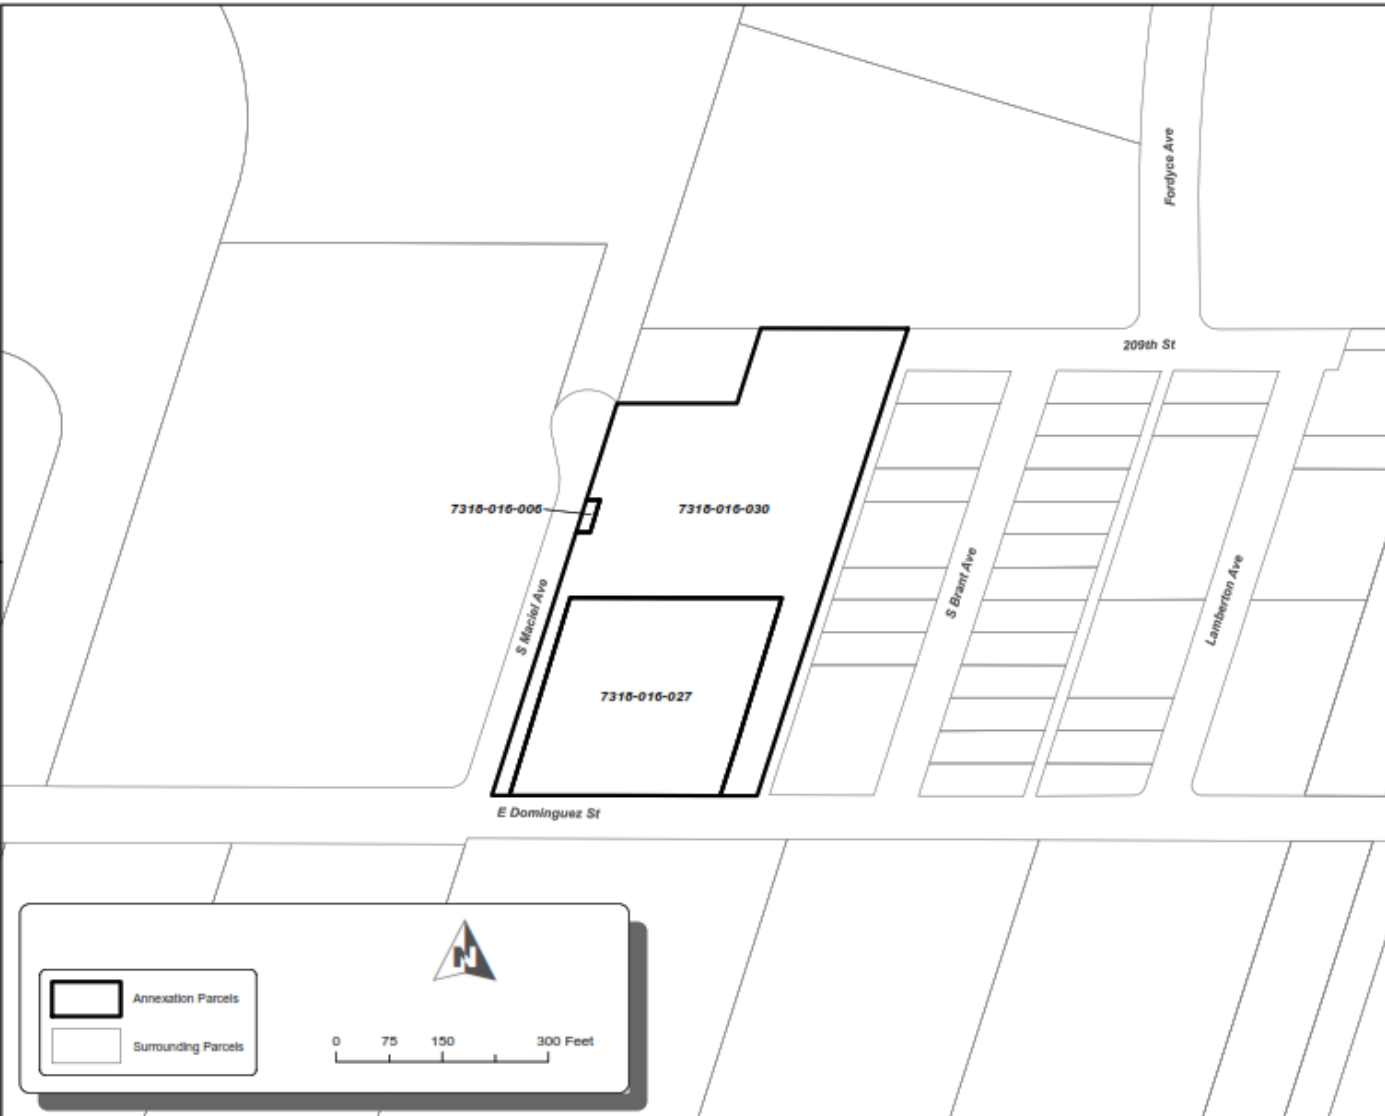 Fordyce Ave
209th St
7318-016-006
7318-016-030
S Brant Ave
Lamberton Ave
S Maciel Ave
7318-016-027
E Dominguez St
N
Annexation Parcels
Surrounding Parcels
0 75 150 300 Feet